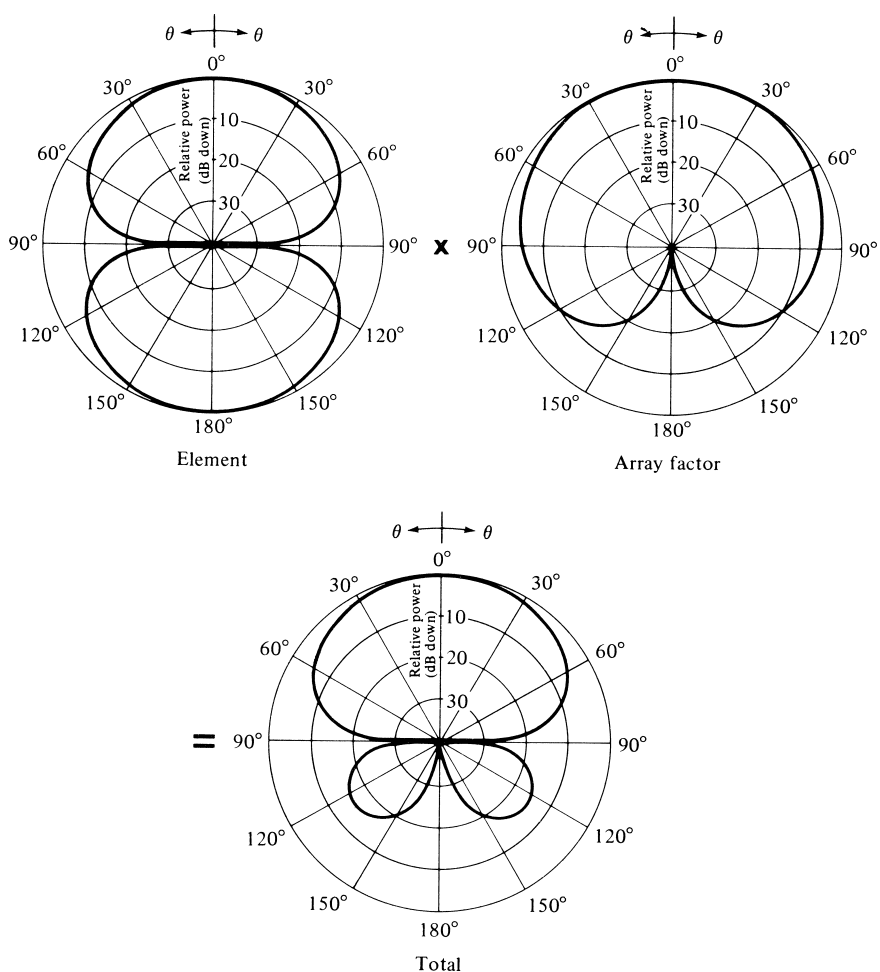 θ θ
0°
30° 30°
60° 60°
90° 90°
120° 120°
150° 150°
180°
Relative power
(dB down)
10
20
30
Element
x
θ θ
0°
30° 30°
60° 60°
90° 90°
120° 120°
150° 150°
180°
Relative power
(dB down)
10
20
30
Array factor
=
θ θ
0°
30° 30°
60° 60°
90° 90°
120° 120°
150° 150°
180°
Relative power
(dB down)
10
20
30
Total